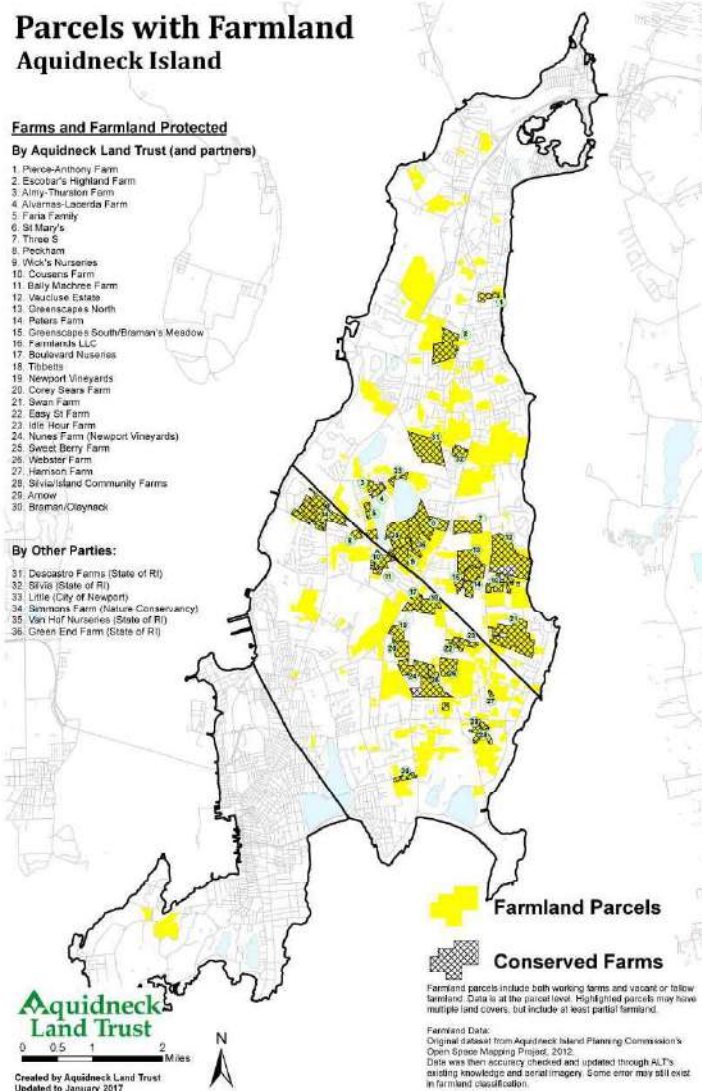 Parcels with Farmland
Aquidneck Island
Farms and Farmland Protected
By Aquidneck Land Trust (and partners)
1. Pierce-Anthony Farm
2. Escobar's Highland Farm
3. Almy-Thurston Farm
4. Alvarnas-Lacerda Farm
5. Faria Family
6. St Mary's
7. Three S
8. Peckham
9. Wick's Nurseries
10. Cousens Farm
11. Bally Machree Farm
12. Vaucluse Estate
13. Greenscapes North
14. Peters Farm
15. Greenscapes South/Braman's Meadow
16. Farmlands LLC
17. Boulevard Nuseries
18. Tibbetts
19. Newport Vineyards
20. Corey Sears Farm
21. Swan Farm
22. Easy St Farm
23. Idle Hour Farm
24. Nunes Farm (Newport Vineyards)
25. Sweet Berry Farm
26. Webster Farm
27. Harrison Farm
28. Silvia/Island Community Farms
29. Arnow
30. Braman/Olaynack
By Other Parties:
31. Descastro Farms (State of RI)
32. Silvia (State of RI)
33. Little (City of Newport)
34. Simmons Farm (Nature Conservancy)
35. Van Hof Nurseries (State of RI)
36. Green End Farm (State of RI)
Farmland Parcels
Conserved Farms
Farmland parcels include both working farms and vacant or fallow
farmland. Data is at the parcel level. Highlighted parcels may have
multiple land covers, but include at least partial farmland.
Farmland Data:
Original dataset from Aquidneck Island Planning Commission's
Open Space Mapping Project, 2012.
Data was then accuracy checked and updated through ALT's
existing knowledge and aerial imagery. Some error may still exist
in farmland classification.
Aquidneck
Land Trust
0 0.5 1 2
Miles
N
Created by Aquidneck Land Trust
Updated to January 2017